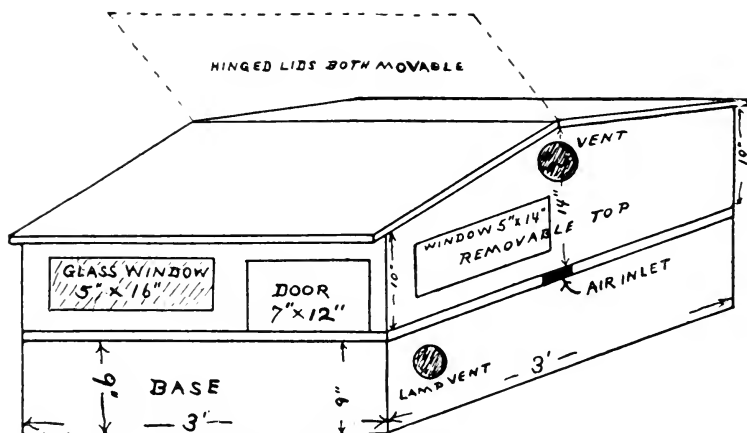 HINGED LIDS BOTH MOVABLE
VENT
10"
14"
WINDOW 5"x14"
REMOVABLE TOP
GLASS WINDOW
5" x 16"
DOOR
7"x12"
10"
AIR INLET
9"
BASE
9"
LAMP VENT
3'
3'